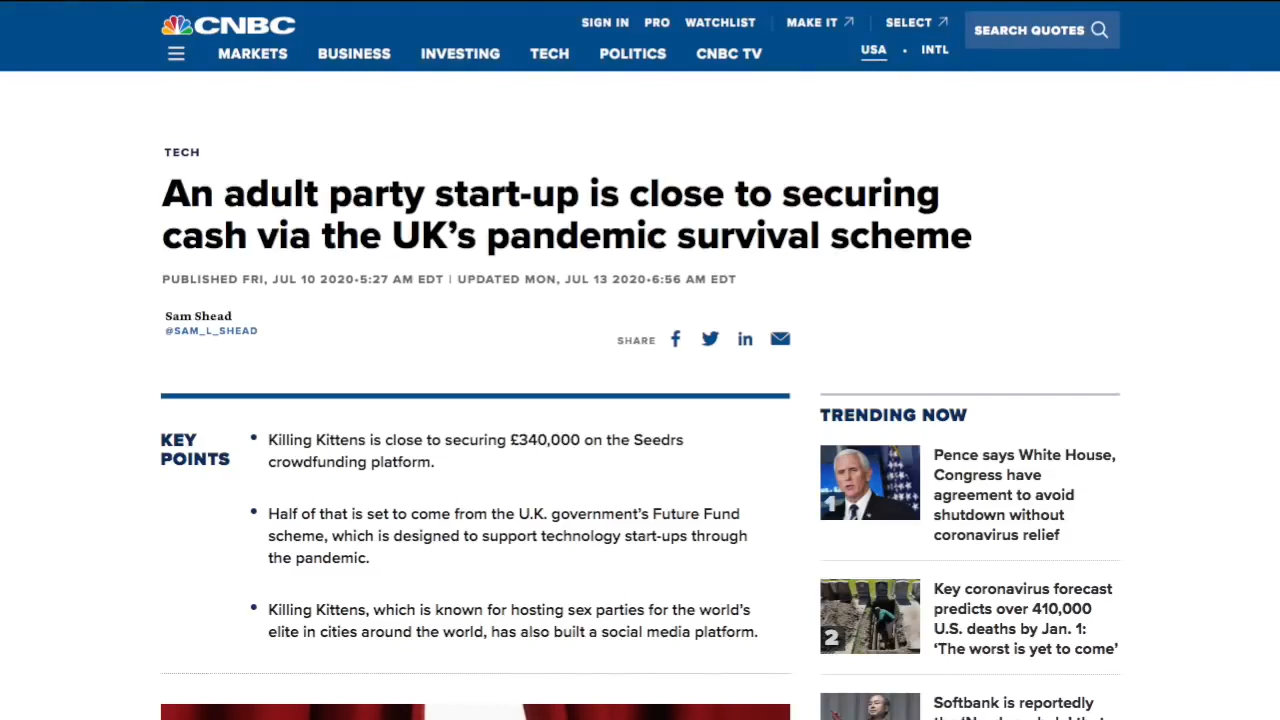 CNBC
SIGN IN PRO WATCHLIST MAKE IT SELECT
SEARCH QUOTES
MARKETS BUSINESS INVESTING TECH POLITICS CNBC TV
USA • INTL
TECH
An adult party start-up is close to securing
cash via the UK’s pandemic survival scheme
PUBLISHED FRI, JUL 10 2020•5:27 AM EDT | UPDATED MON, JUL 13 2020•6:56 AM EDT
Sam Shead
@SAM_L_SHEAD
SHARE
KEY
POINTS
• Killing Kittens is close to securing £340,000 on the Seedrs
crowdfunding platform.
• Half of that is set to come from the U.K. government’s Future Fund
scheme, which is designed to support technology start-ups through
the pandemic.
• Killing Kittens, which is known for hosting sex parties for the world’s
elite in cities around the world, has also built a social media platform.
TRENDING NOW
1
Pence says White House,
Congress have
agreement to avoid
shutdown without
coronavirus relief
2
Key coronavirus forecast
predicts over 410,000
U.S. deaths by Jan. 1:
‘The worst is yet to come’
Softbank is reportedly